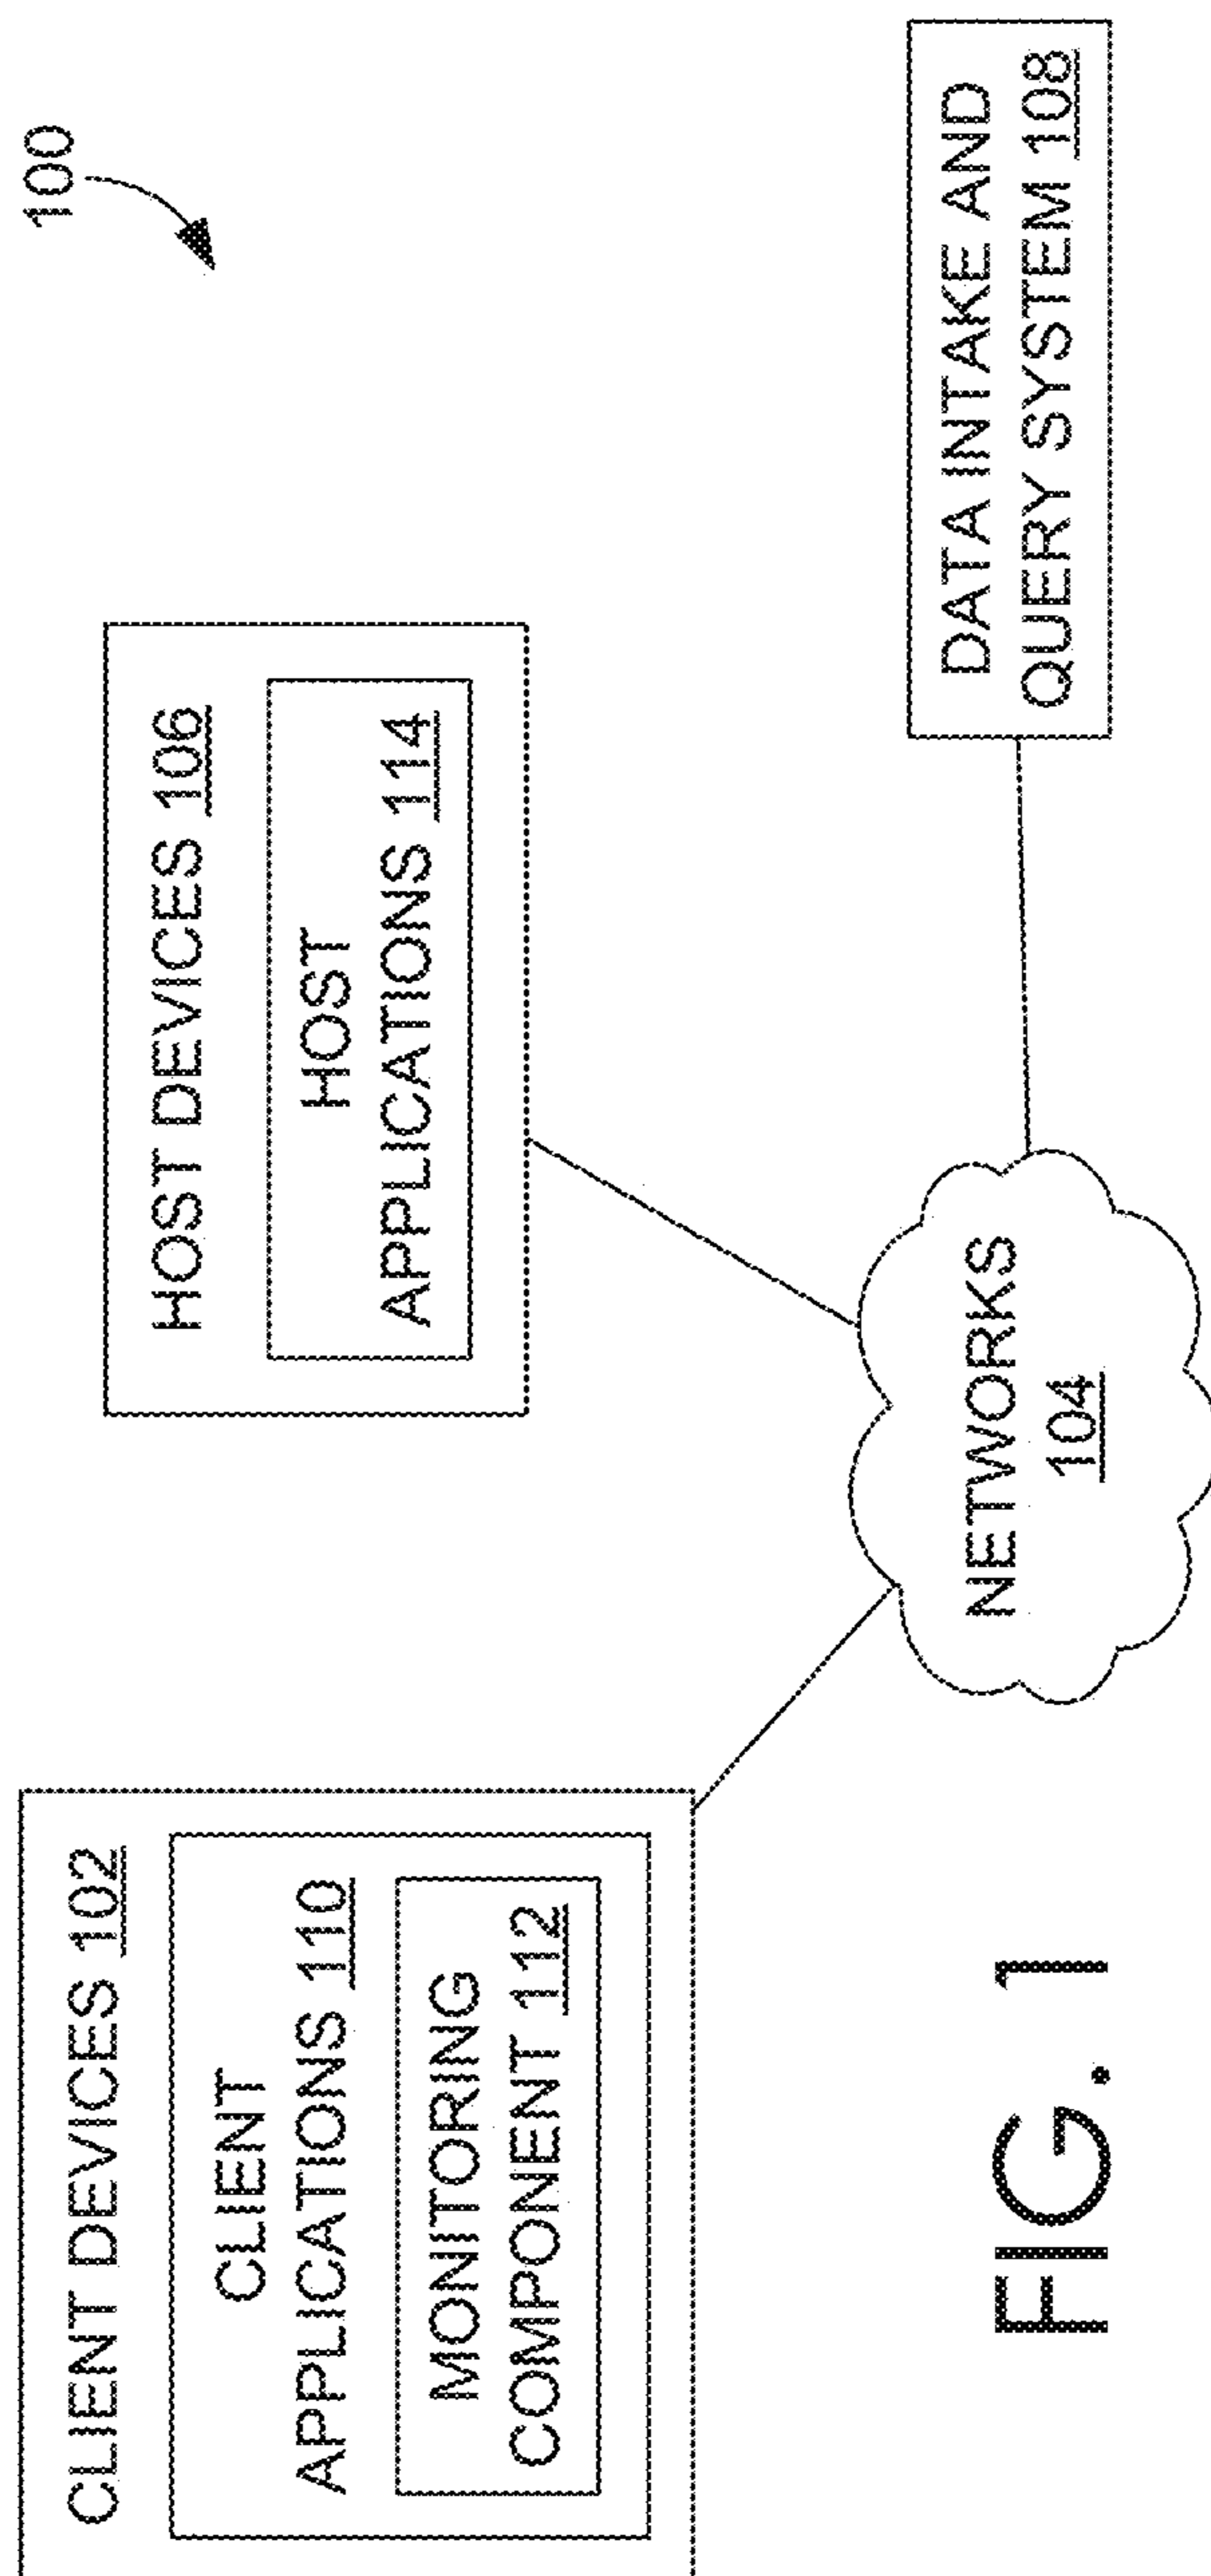 100
CLIENT DEVICES 102
CLIENT
APPLICATIONS 110
MONITORING
COMPONENT 112
HOST DEVICES 106
HOST
APPLICATIONS 114
NETWORKS
104
DATA INTAKE AND
QUERY SYSTEM 108
FIG. 1